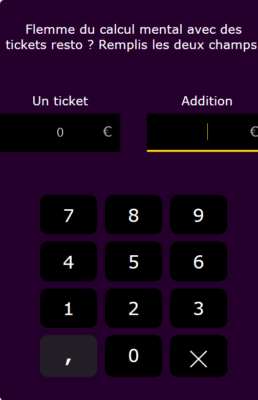 Flemme du calcul mental avec des
tickets resto ? Remplis les deux champs
Un ticket Addition
0 € €
7 8 9
4 5 6
1 2 3
, 0